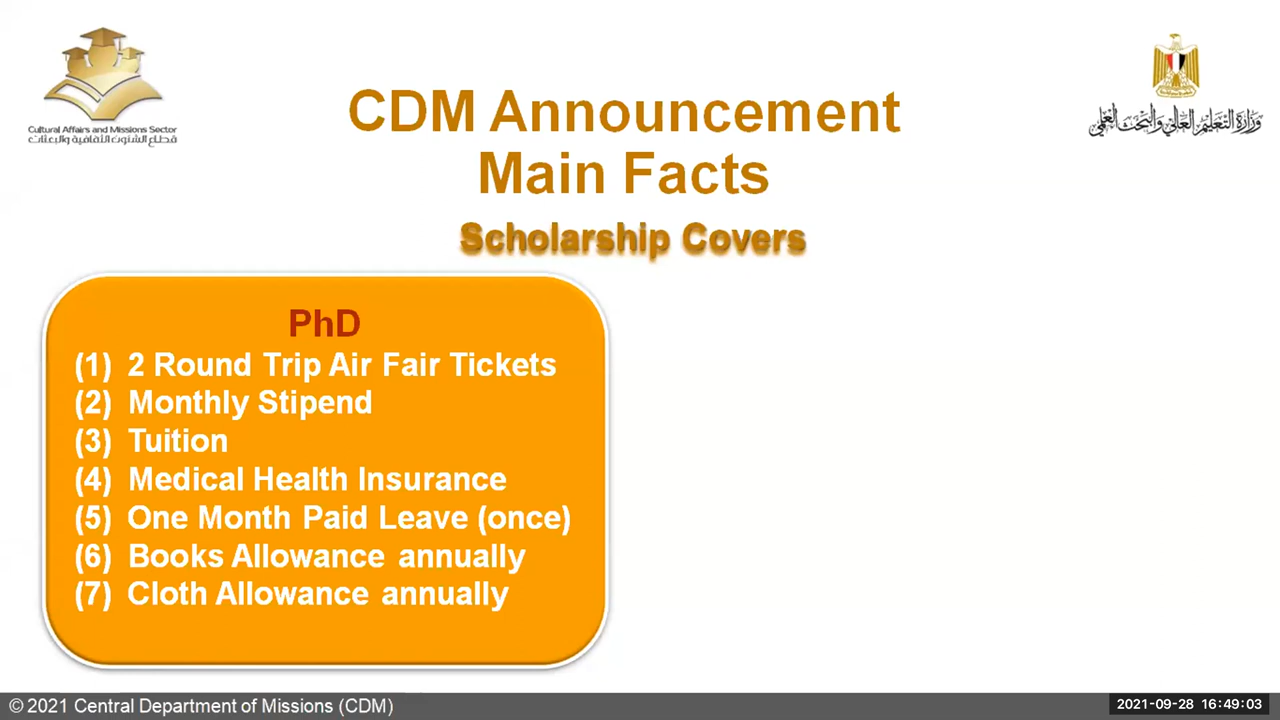 Cultural Affairs and Missions Sector
قطاع الشئون الثقافية والبعثات
وزارة التعليم العالي والبحث العلمي
CDM Announcement
Main Facts
Scholarship Covers
PhD
(1) 2 Round Trip Air Fair Tickets
(2) Monthly Stipend
(3) Tuition
(4) Medical Health Insurance
(5) One Month Paid Leave (once)
(6) Books Allowance annually
(7) Cloth Allowance annually
© 2021 Central Department of Missions (CDM)
2021-09-28 16:49:03